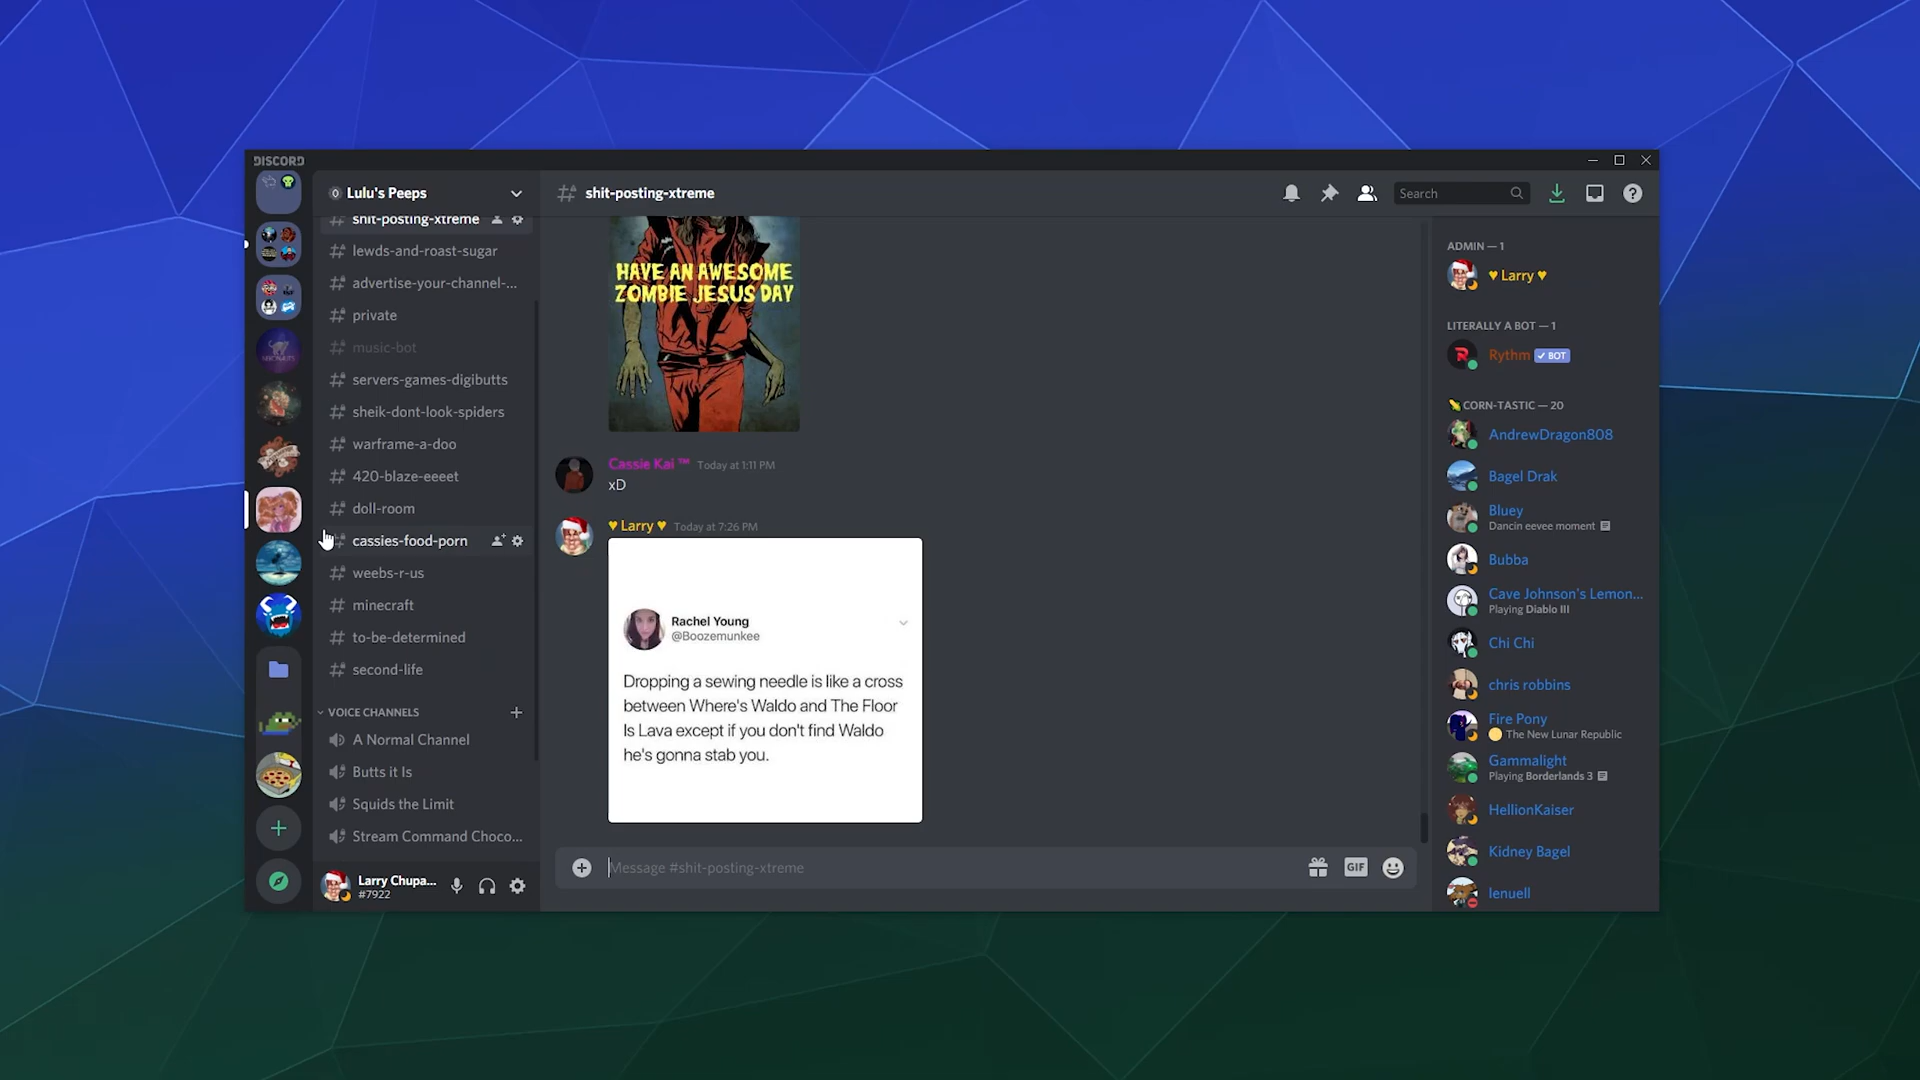 DISCORD
Lulu's Peeps
shit-posting-xtreme
lewds-and-roast-sugar
advertise-your-channel-...
private
music-bot
servers-games-digibutts
sheik-dont-look-spiders
warframe-a-doo
420-blaze-eeeet
doll-room
cassies-food-porn
weebs-r-us
minecraft
to-be-determined
second-life
VOICE CHANNELS
A Normal Channel
Butts it Is
Squids the Limit
Stream Command Choco...
Larry Chupa...
#7922
shit-posting-xtreme
Search
HAVE AN AWESOME
ZOMBIE JESUS DAY
Cassie Kai ™ Today at 1:11 PM
xD
♥ Larry ♥ Today at 7:26 PM
Rachel Young
@Boozemunkee
Dropping a sewing needle is like a cross
between Where's Waldo and The Floor
Is Lava except if you don't find Waldo
he's gonna stab you.
Message #shit-posting-xtreme
GIF
ADMIN — 1
♥ Larry ♥
LITERALLY A BOT — 1
Rythm ✓ BOT
🌽 CORN-TASTIC — 20
AndrewDragon808
Bagel Drak
Bluey
Dancin eevee moment
Bubba
Cave Johnson's Lemon...
Playing Diablo III
Chi Chi
chris robbins
Fire Pony
The New Lunar Republic
Gammalight
Playing Borderlands 3
HellionKaiser
Kidney Bagel
lenuell